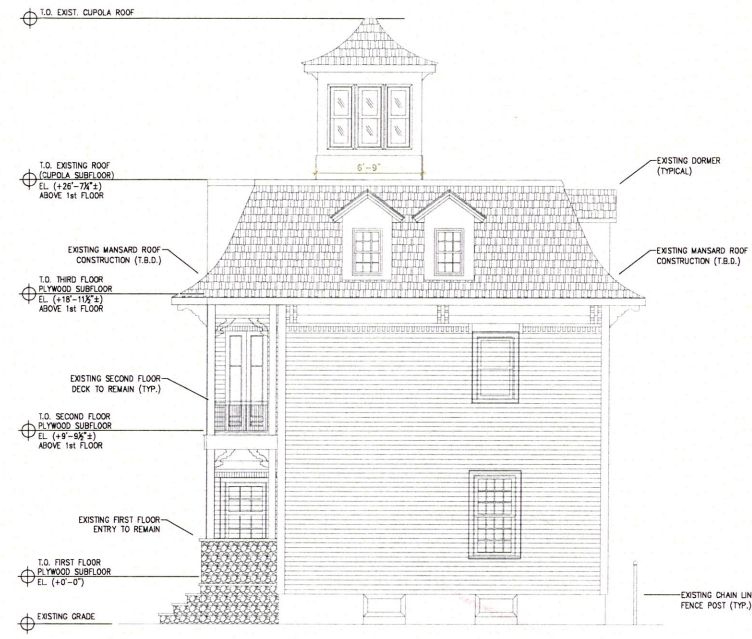 T.O. EXIST. CUPOLA ROOF
T.O. EXISTING ROOF
(CUPOLA SUBFLOOR)
EL. (+26'-7⅞"±)
ABOVE 1st FLOOR
6'-9"
EXISTING DORMER
(TYPICAL)
EXISTING MANSARD ROOF
CONSTRUCTION (T.B.D.)
EXISTING MANSARD ROOF
CONSTRUCTION (T.B.D.)
T.O. THIRD FLOOR
PLYWOOD SUBFLOOR
EL. (+18'-11½"±)
ABOVE 1st FLOOR
EXISTING SECOND FLOOR
DECK TO REMAIN (TYP.)
T.O. SECOND FLOOR
PLYWOOD SUBFLOOR
EL. (+9'-9½"±)
ABOVE 1st FLOOR
EXISTING FIRST FLOOR
ENTRY TO REMAIN
T.O. FIRST FLOOR
PLYWOOD SUBFLOOR
EL. (+0'-0")
EXISTING CHAIN LIN
FENCE POST (TYP.)
EXISTING GRADE